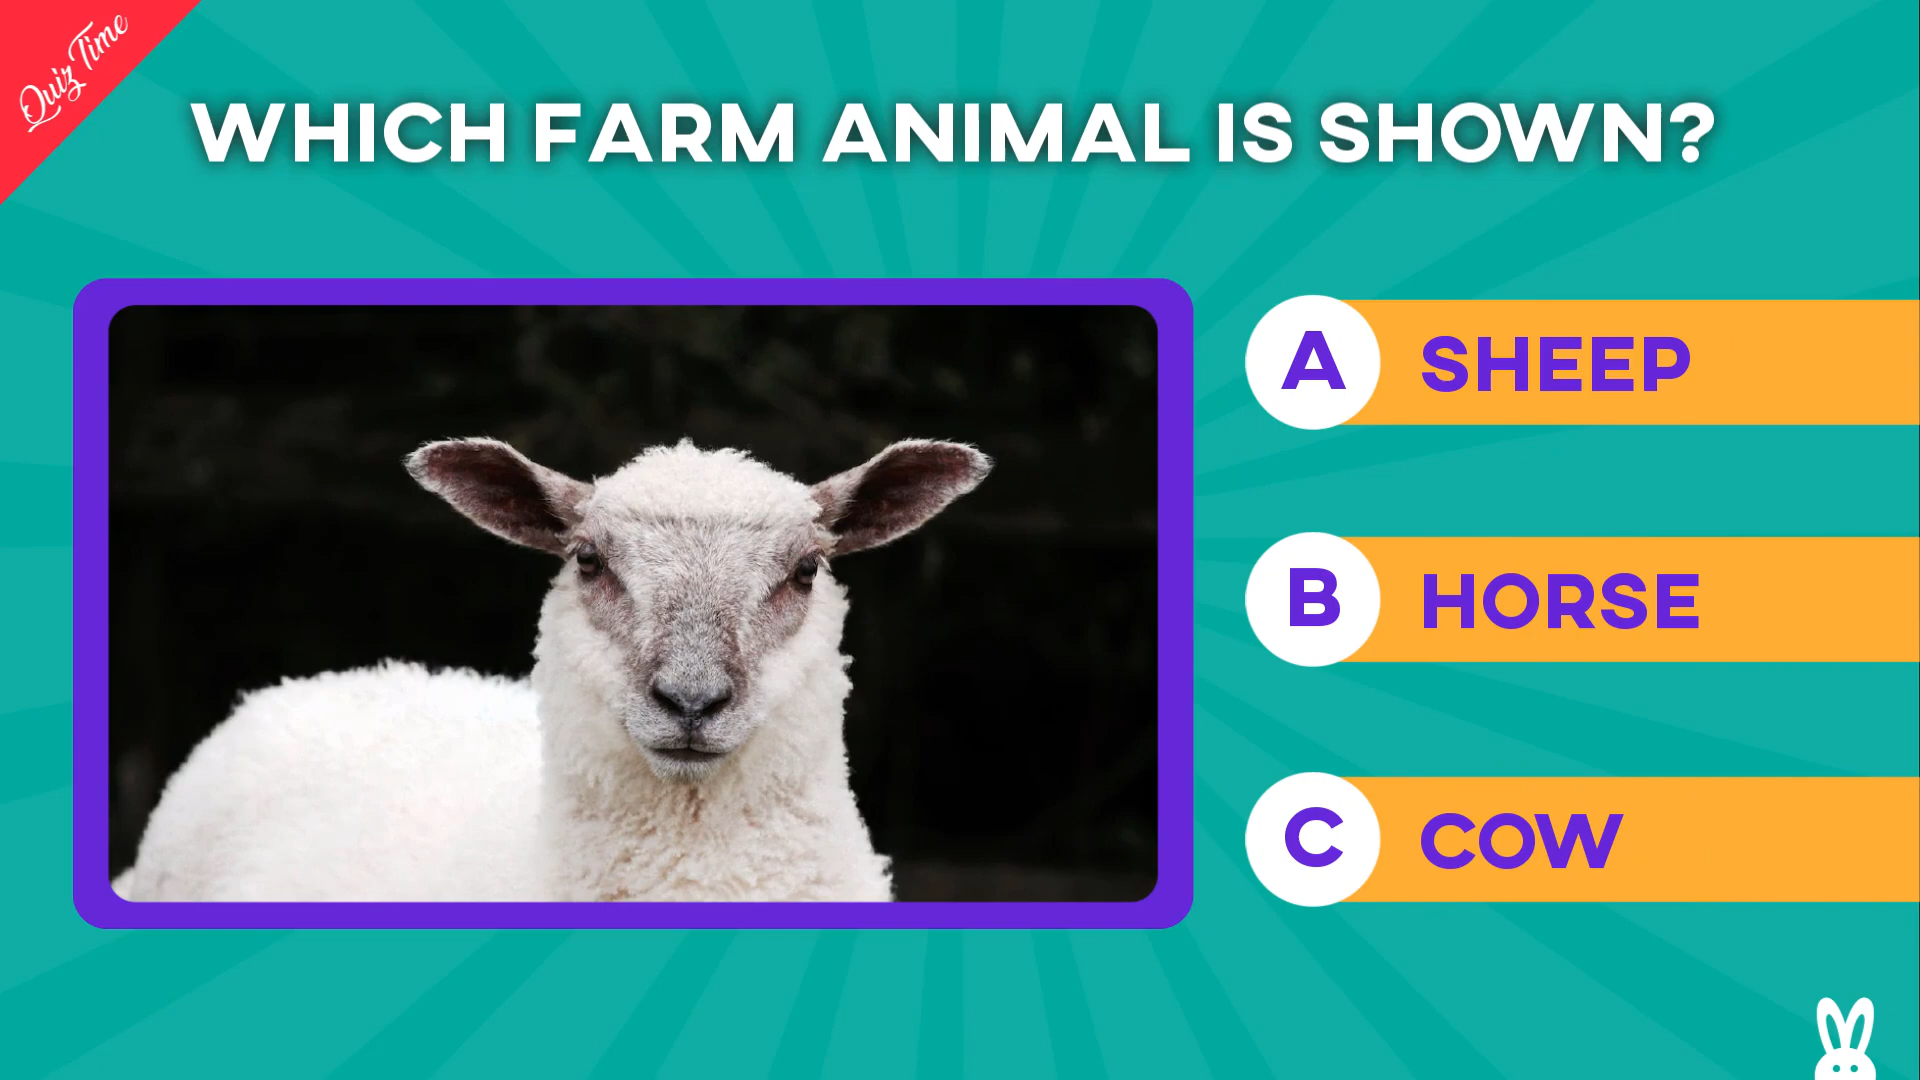 Quiz Time
WHICH FARM ANIMAL IS SHOWN?
A SHEEP
B HORSE
C COW